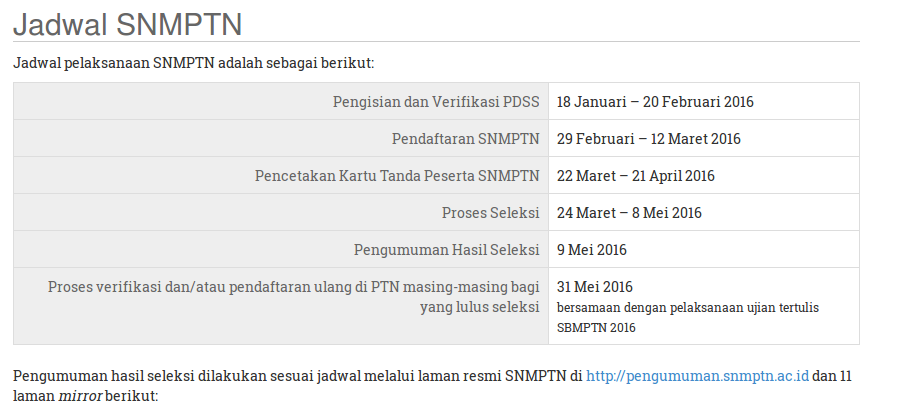 Jadwal SNMPTN
Jadwal pelaksanaan SNMPTN adalah sebagai berikut:
Pengisian dan Verifikasi PDSS 18 Januari – 20 Februari 2016
Pendaftaran SNMPTN 29 Februari – 12 Maret 2016
Pencetakan Kartu Tanda Peserta SNMPTN 22 Maret – 21 April 2016
Proses Seleksi 24 Maret – 8 Mei 2016
Pengumuman Hasil Seleksi 9 Mei 2016
Proses verifikasi dan/atau pendaftaran ulang di PTN masing-masing bagi
yang lulus seleksi
31 Mei 2016
bersamaan dengan pelaksanaan ujian tertulis
SBMPTN 2016
Pengumuman hasil seleksi dilakukan sesuai jadwal melalui laman resmi SNMPTN di http://pengumuman.snmptn.ac.id dan 11
laman mirror berikut: